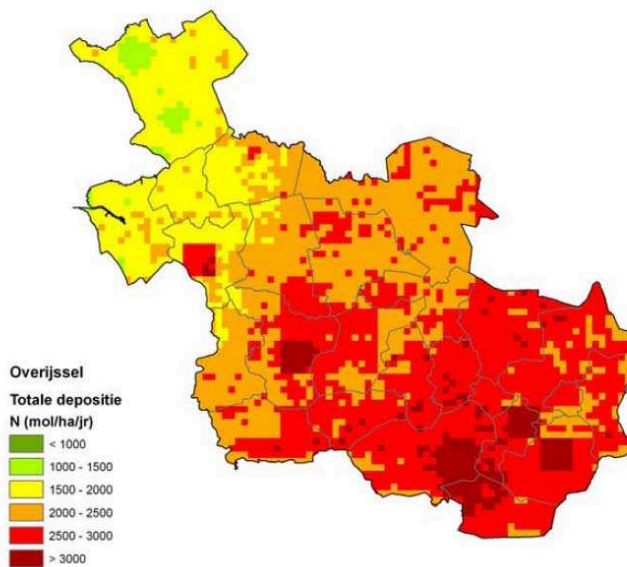 Overijssel
Totale depositie
N (mol/ha/jr)
< 1000
1000 - 1500
1500 - 2000
2000 - 2500
2500 - 3000
> 3000